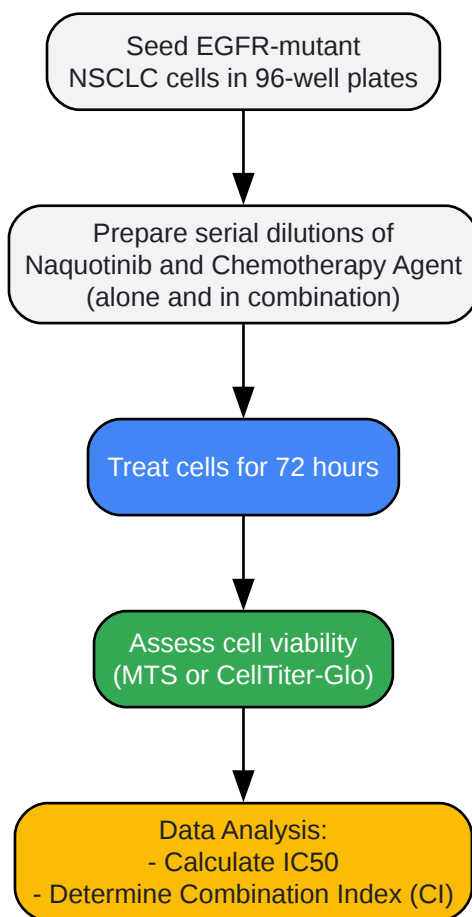 Seed EGFR-mutant
NSCLC cells in 96-well plates
Prepare serial dilutions of
Naquotinib and Chemotherapy Agent
(alone and in combination)
Treat cells for 72 hours
Assess cell viability
(MTS or CellTiter-Glo)
Data Analysis:
- Calculate IC50
- Determine Combination Index (CI)